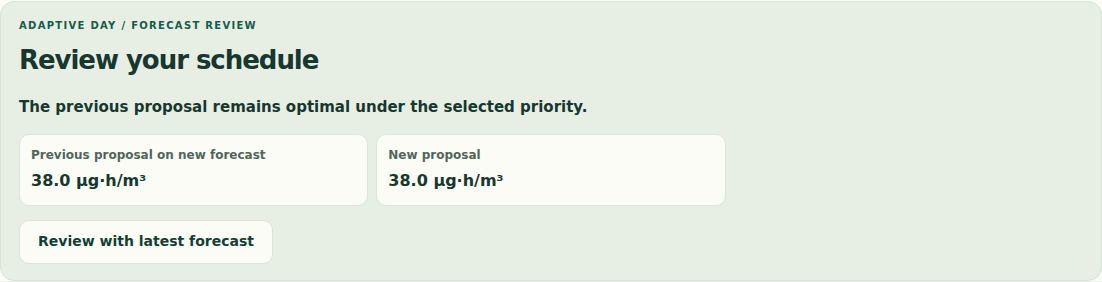 ADAPTIVE DAY / FORECAST REVIEW
Review your schedule
The previous proposal remains optimal under the selected priority.
Previous proposal on new forecast
38.0 µg·h/m³
New proposal
38.0 µg·h/m³
Review with latest forecast